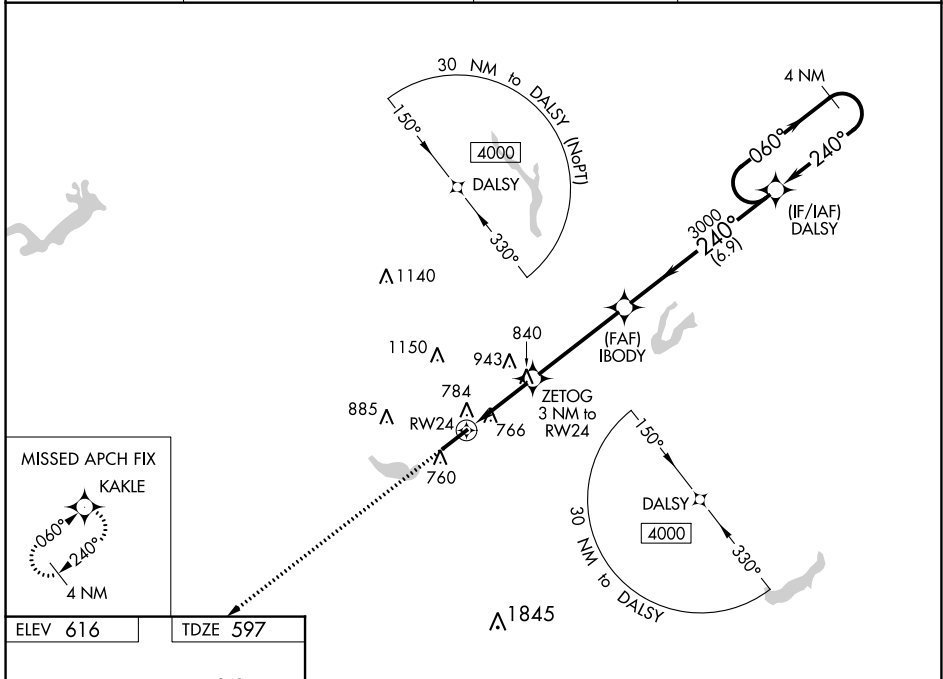 30 NM to DALSY (NoPT)
150°
4000
DALSY
330°
4 NM
060°
240°
(IF/IAF)
DALSY
3000
240°
(6.9)
1140
(FAF)
IBODY
840
1150
943
ZETOG
3 NM to
RW24
784
885
RW24
766
760
150°
DALSY
4000
330°
30 NM to DALSY
MISSED APCH FIX
KAKLE
060°
240°
4 NM
1845
ELEV 616
TDZE 597